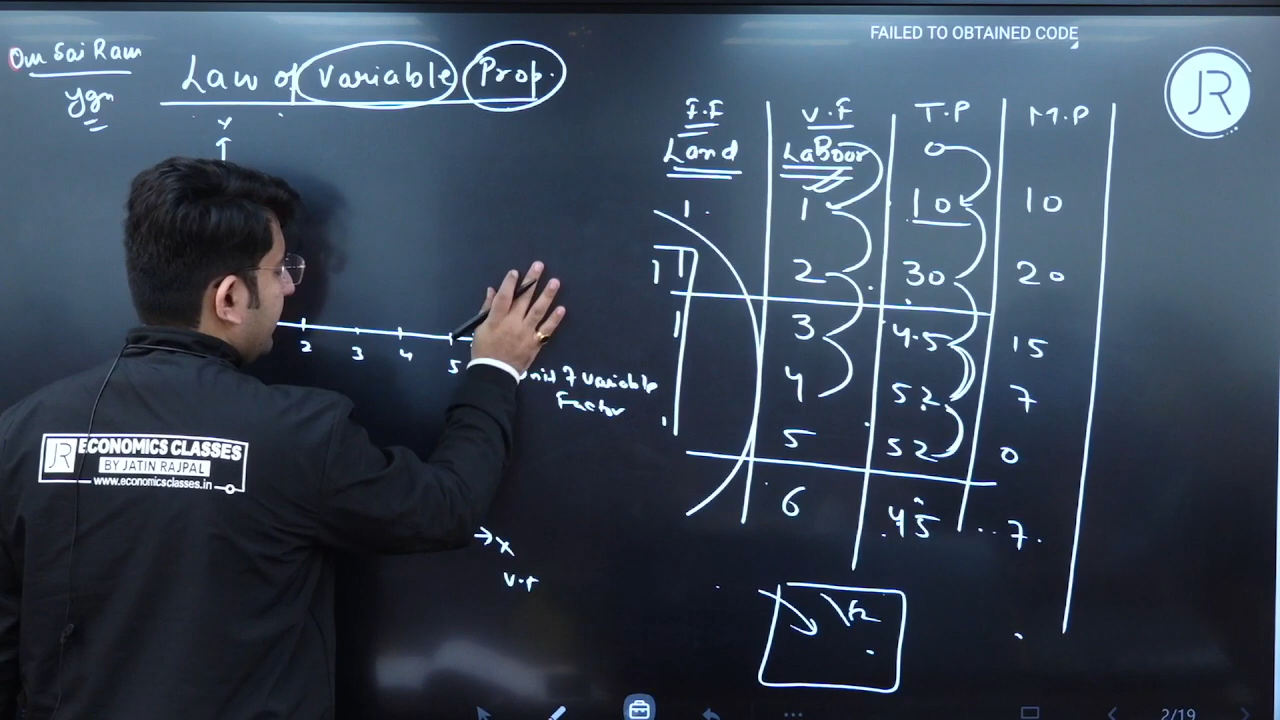 FAILED TO OBTAINED CODE
Om Sai Ram
Ygn
Law of Variable Prop.
JR
Y
2 3 4 5
Unit of Variable
Factor
→ X
V.F
JR ECONOMICS CLASSES
BY JATIN RAJPAL
www.economicsclasses.in
F.F V.F T.P M.P
Land Labour 0
1 1 10 10
1 2 30 20
1 3 45 15
4 52 7
5 52 0
6 45 -7
2/19